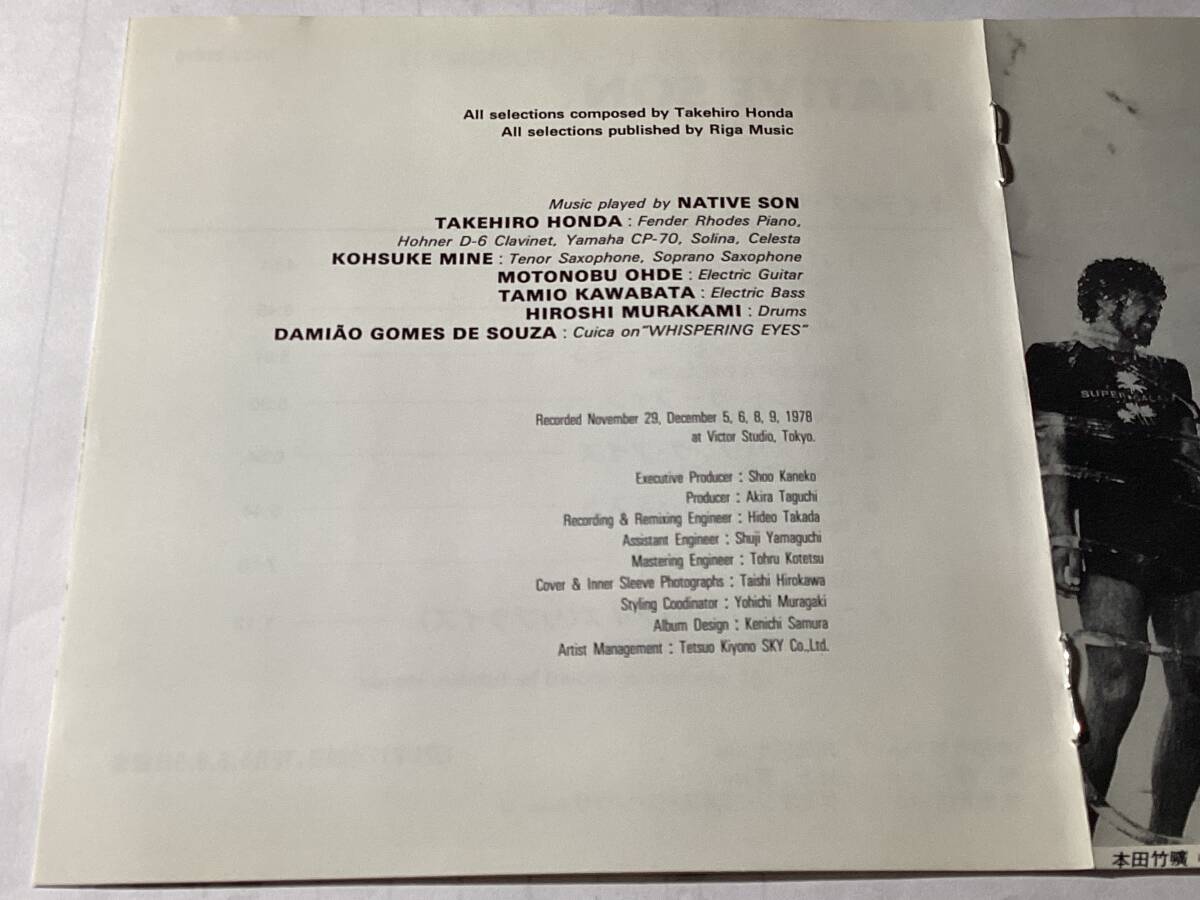 All selections composed by Takehiro Honda
All selections published by Riga Music
Music played by NATIVE SON
TAKEHIRO HONDA : Fender Rhodes Piano,
Hohner D-6 Clavinet, Yamaha CP-70, Solina, Celesta
KOHSUKE MINE : Tenor Saxophone, Soprano Saxophone
MOTONOBU OHDE : Electric Guitar
TAMIO KAWABATA : Electric Bass
HIROSHI MURAKAMI : Drums
DAMIÃO GOMES DE SOUZA : Cuica on "WHISPERING EYES"
Recorded November 29, December 5, 6, 8, 9, 1978
at Victor Studio, Tokyo.
Executive Producer : Shoo Kaneko
Producer : Akira Taguchi
Recording & Remixing Engineer : Hideo Takada
Assistant Engineer : Shuji Yamaguchi
Mastering Engineer : Tohru Kotetsu
Cover & Inner Sleeve Photographs : Taishi Hirokawa
Styling Coodinator : Yohichi Muragaki
Album Design : Kenichi Samura
Artist Management : Tetsuo Kiyono SKY Co.,Ltd.
SUPER
本田竹曠